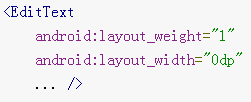 <EditText
    android:layout_weight="1"
    android:layout_width="0dp"
    ... />